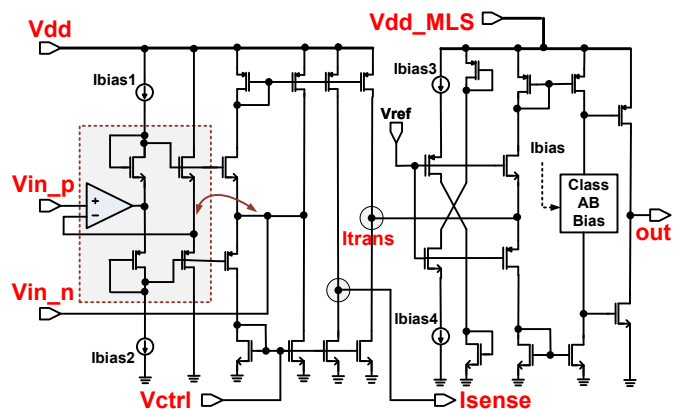 Vdd
Vdd_MLS
Ibias1
Ibias3
Vref
Ibias
Vin_p
+
−
Class
AB
Bias
Itrans
out
Vin_n
Ibias2
Ibias4
Vctrl
Isense